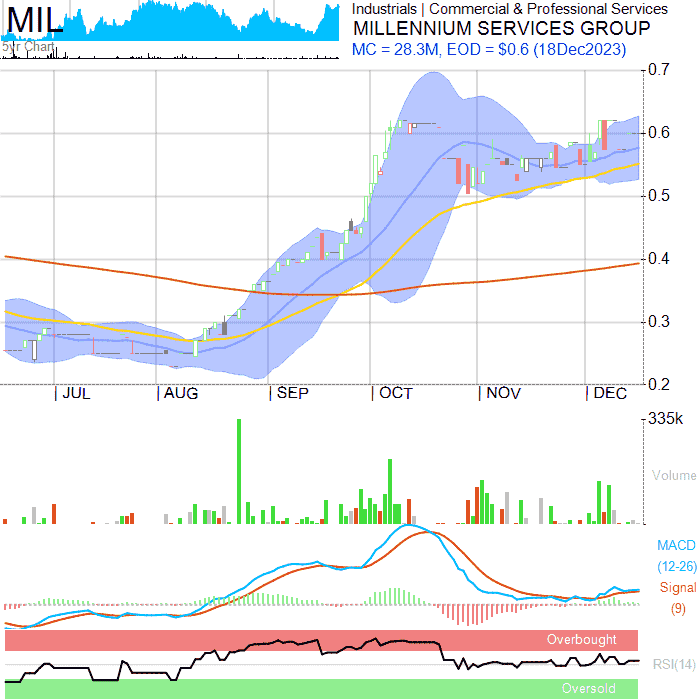 MIL
5yr Chart
Industrials | Commercial & Professional Services
MILLENNIUM SERVICES GROUP
MC = 28.3M, EOD = $0.6 (18Dec2023)
0.7
0.6
0.5
0.4
0.3
0.2
JUL AUG SEP OCT NOV DEC
335k
Volume
MACD
(12-26)
Signal
(9)
Overbought
RSI(14)
Oversold